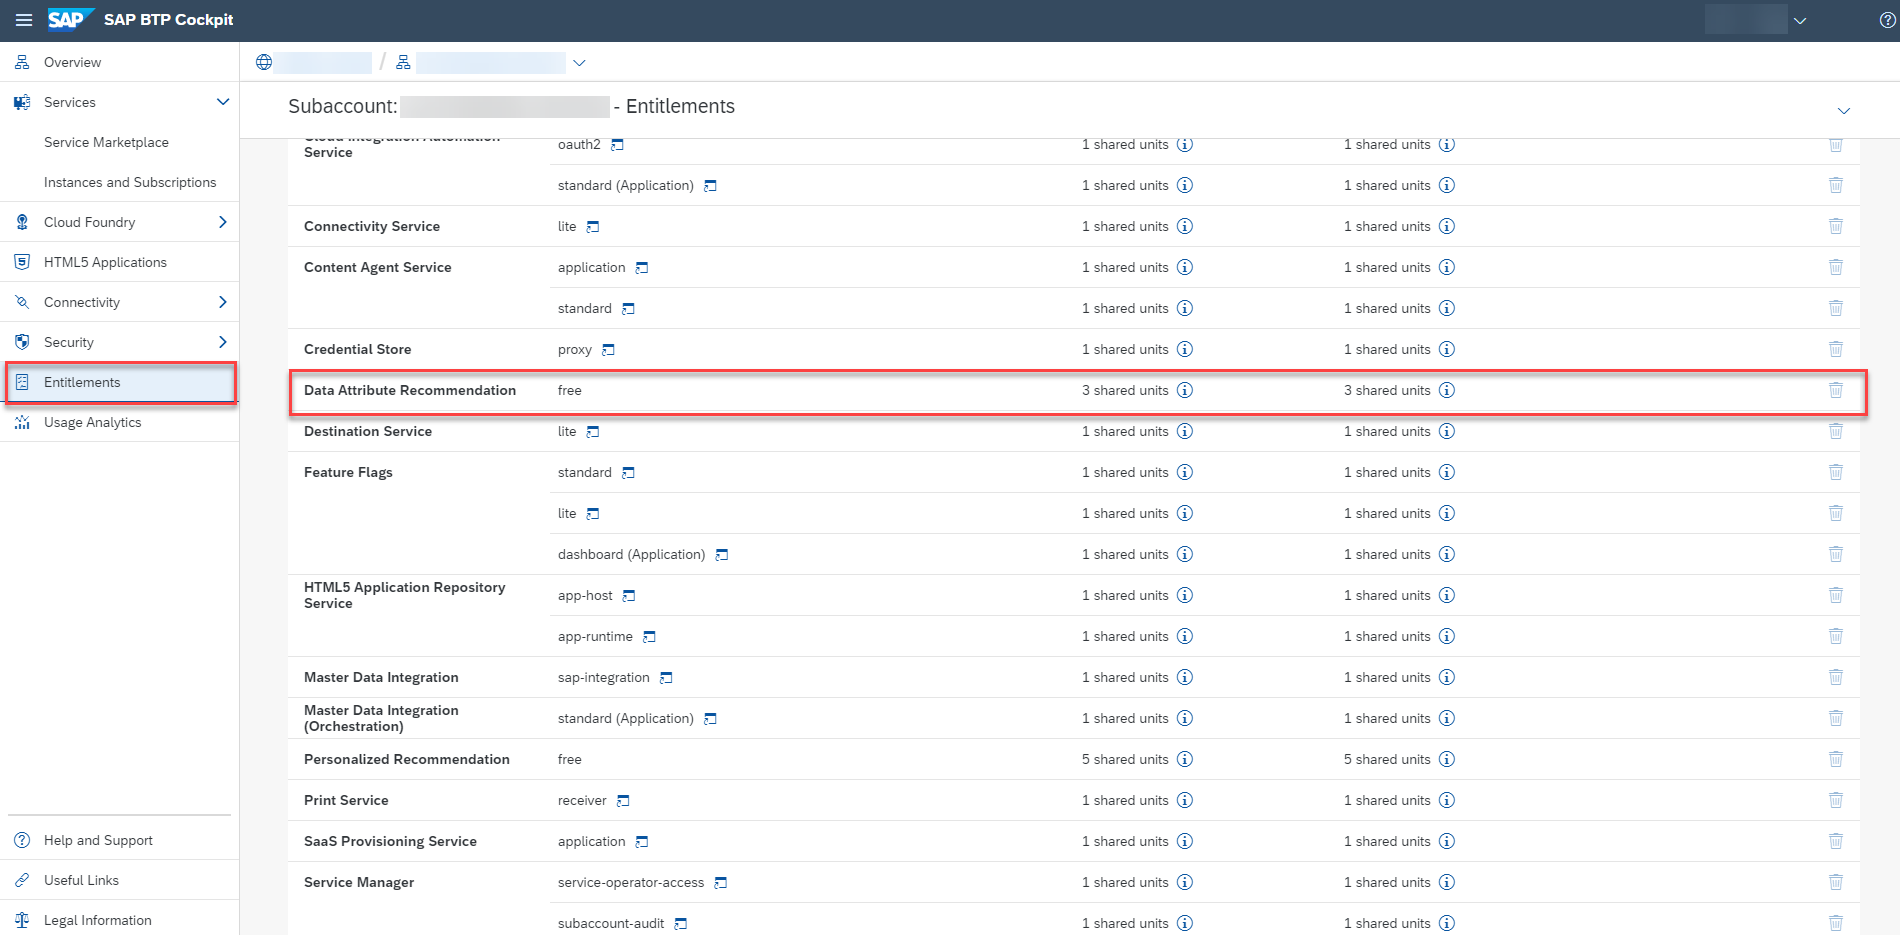 SAP SAP BTP Cockpit
Overview
Services
Service Marketplace
Instances and Subscriptions
Cloud Foundry
HTML5 Applications
Connectivity
Security
Entitlements
Usage Analytics
Help and Support
Useful Links
Legal Information
/
Subaccount: - Entitlements
Cloud Integration Automation
Service
oauth2 1 shared units 1 shared units
standard (Application) 1 shared units 1 shared units
Connectivity Service lite 1 shared units 1 shared units
Content Agent Service application 1 shared units 1 shared units
standard 1 shared units 1 shared units
Credential Store proxy 1 shared units 1 shared units
Data Attribute Recommendation free 3 shared units 3 shared units
Destination Service lite 1 shared units 1 shared units
Feature Flags standard 1 shared units 1 shared units
lite 1 shared units 1 shared units
dashboard (Application) 1 shared units 1 shared units
HTML5 Application Repository
Service
app-host 1 shared units 1 shared units
app-runtime 1 shared units 1 shared units
Master Data Integration sap-integration 1 shared units 1 shared units
Master Data Integration
(Orchestration)
standard (Application) 1 shared units 1 shared units
Personalized Recommendation free 5 shared units 5 shared units
Print Service receiver 1 shared units 1 shared units
SaaS Provisioning Service application 1 shared units 1 shared units
Service Manager service-operator-access 1 shared units 1 shared units
subaccount-audit 1 shared units 1 shared units